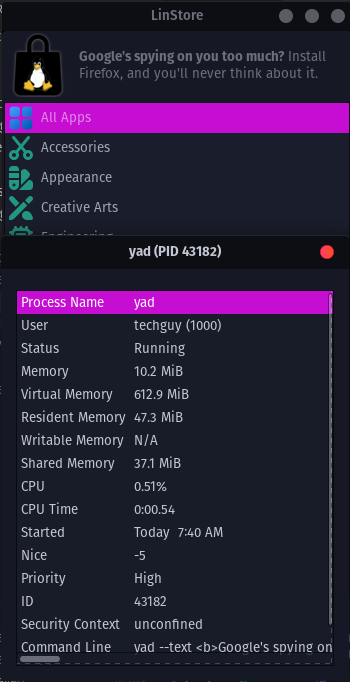 LinStore
Google's spying on you too much? Install
Firefox, and you'll never think about it.
All Apps
Accessories
Appearance
Creative Arts
Engineering
yad (PID 43182)
Process Name yad
User techguy (1000)
Status Running
Memory 10.2 MiB
Virtual Memory 612.9 MiB
Resident Memory 47.3 MiB
Writable Memory N/A
Shared Memory 37.1 MiB
CPU 0.51%
CPU Time 0:00.54
Started Today 7:40 AM
Nice -5
Priority High
ID 43182
Security Context unconfined
Command Line yad --text <b>Google's spying on